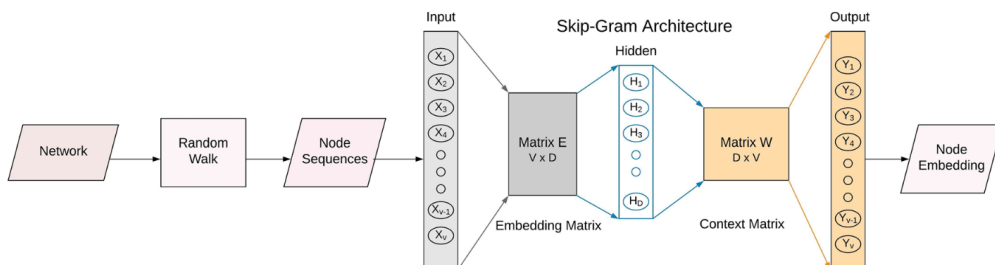 Input
Skip-Gram Architecture
Output
Hidden
Network
Random
Walk
Node
Sequences
X1
X2
X3
X4
Xv-1
Xv
Matrix E
V x D
Embedding Matrix
H1
H2
H3
HD
Matrix W
D x V
Context Matrix
Y1
Y2
Y3
Y4
Yv-1
Yv
Node
Embedding